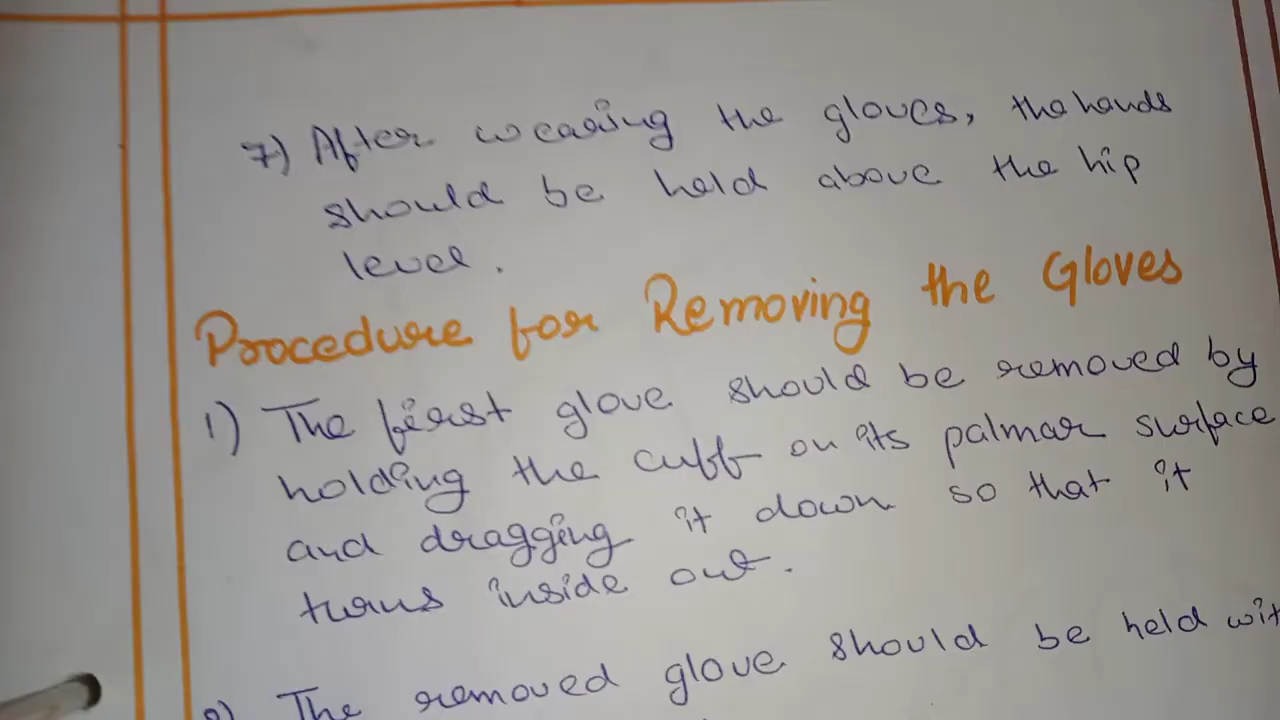 7) After wearing the gloves, the hands
should be held above the hip
level.
Procedure for Removing the Gloves
1) The first glove should be removed by
holding the cuff on its palmar surface
and dragging it down so that it
turns inside out.
2) The removed glove should be held wit